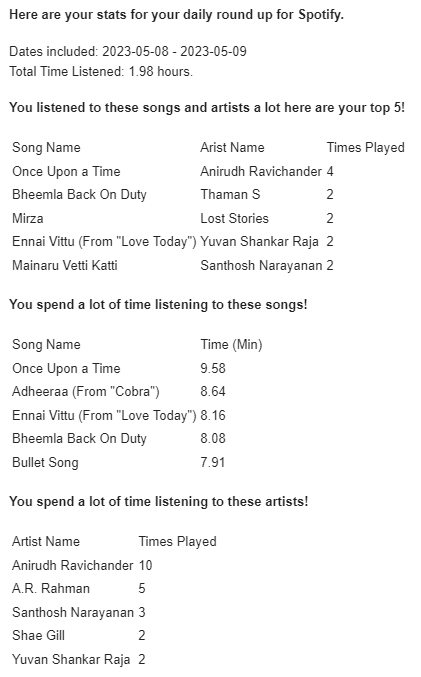 Here are your stats for your daily round up for Spotify.
Dates included: 2023-05-08 - 2023-05-09
Total Time Listened: 1.98 hours.
You listened to these songs and artists a lot here are your top 5!
Song Name Arist Name Times Played
Once Upon a Time Anirudh Ravichander 4
Bheemla Back On Duty Thaman S 2
Mirza Lost Stories 2
Ennai Vittu (From "Love Today") Yuvan Shankar Raja 2
Mainaru Vetti Katti Santhosh Narayanan 2
You spend a lot of time listening to these songs!
Song Name Time (Min)
Once Upon a Time 9.58
Adheeraa (From "Cobra") 8.64
Ennai Vittu (From "Love Today") 8.16
Bheemla Back On Duty 8.08
Bullet Song 7.91
You spend a lot of time listening to these artists!
Artist Name Times Played
Anirudh Ravichander 10
A.R. Rahman 5
Santhosh Narayanan 3
Shae Gill 2
Yuvan Shankar Raja 2